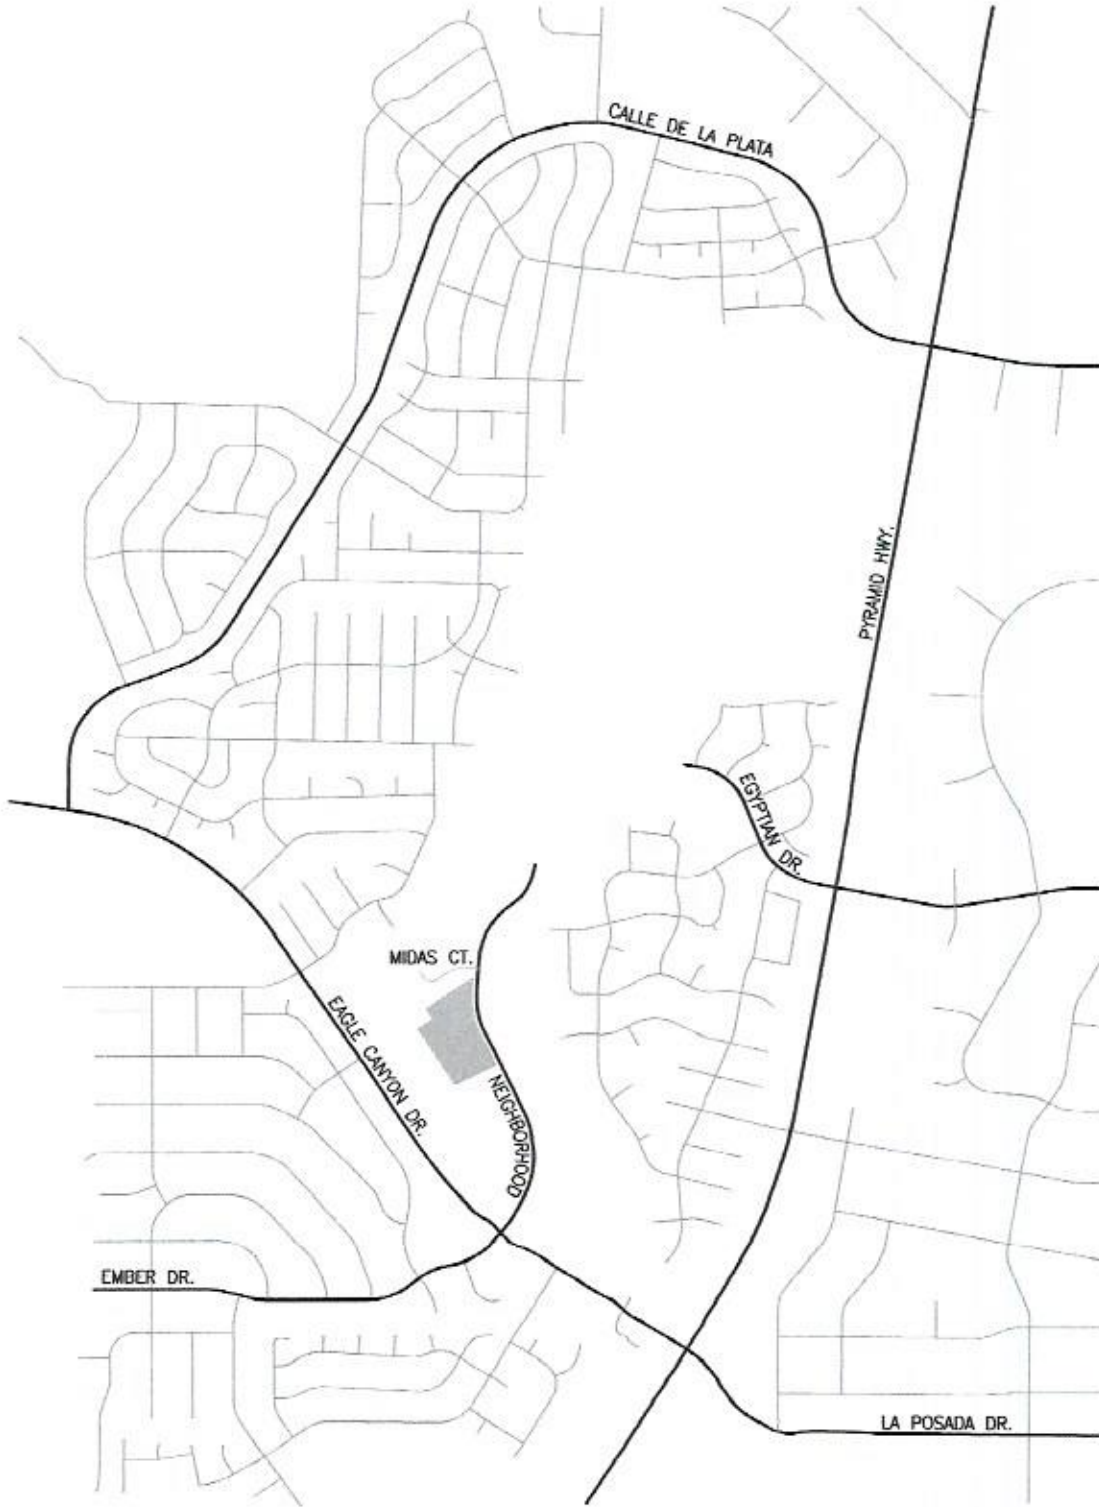 CALLE DE LA PLATA
PYRAMID HWY.
EGYPTIAN DR.
MIDAS CT.
EAGLE CANYON DR.
NEIGHBORHOOD
EMBER DR.
LA POSADA DR.